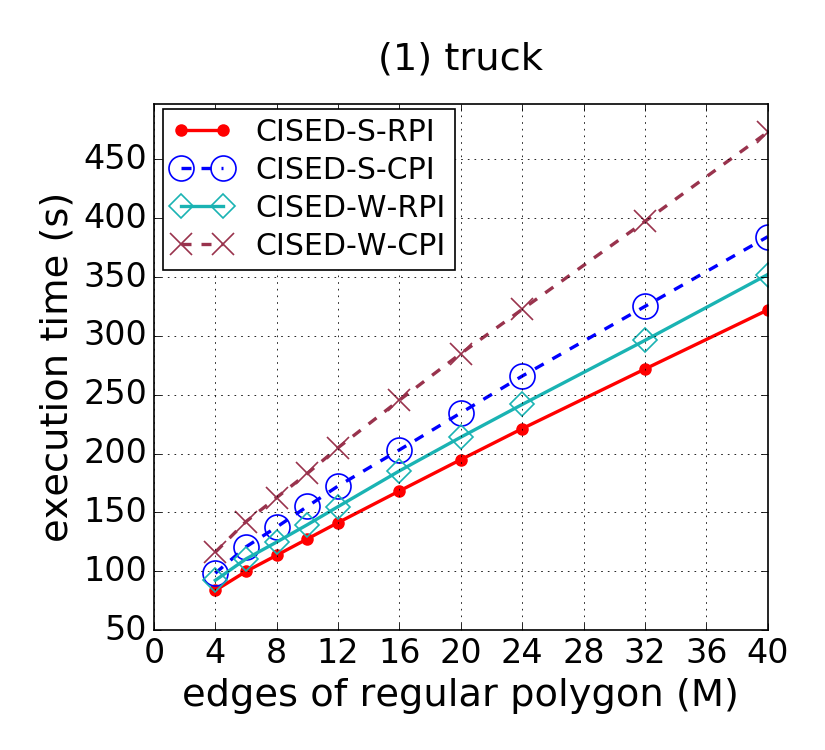 (1) truck
CISED-S-RPI
CISED-S-CPI
CISED-W-RPI
CISED-W-CPI
execution time (s)
450
400
350
300
250
200
150
100
50
0 4 8 12 16 20 24 28 32 36 40
edges of regular polygon (M)